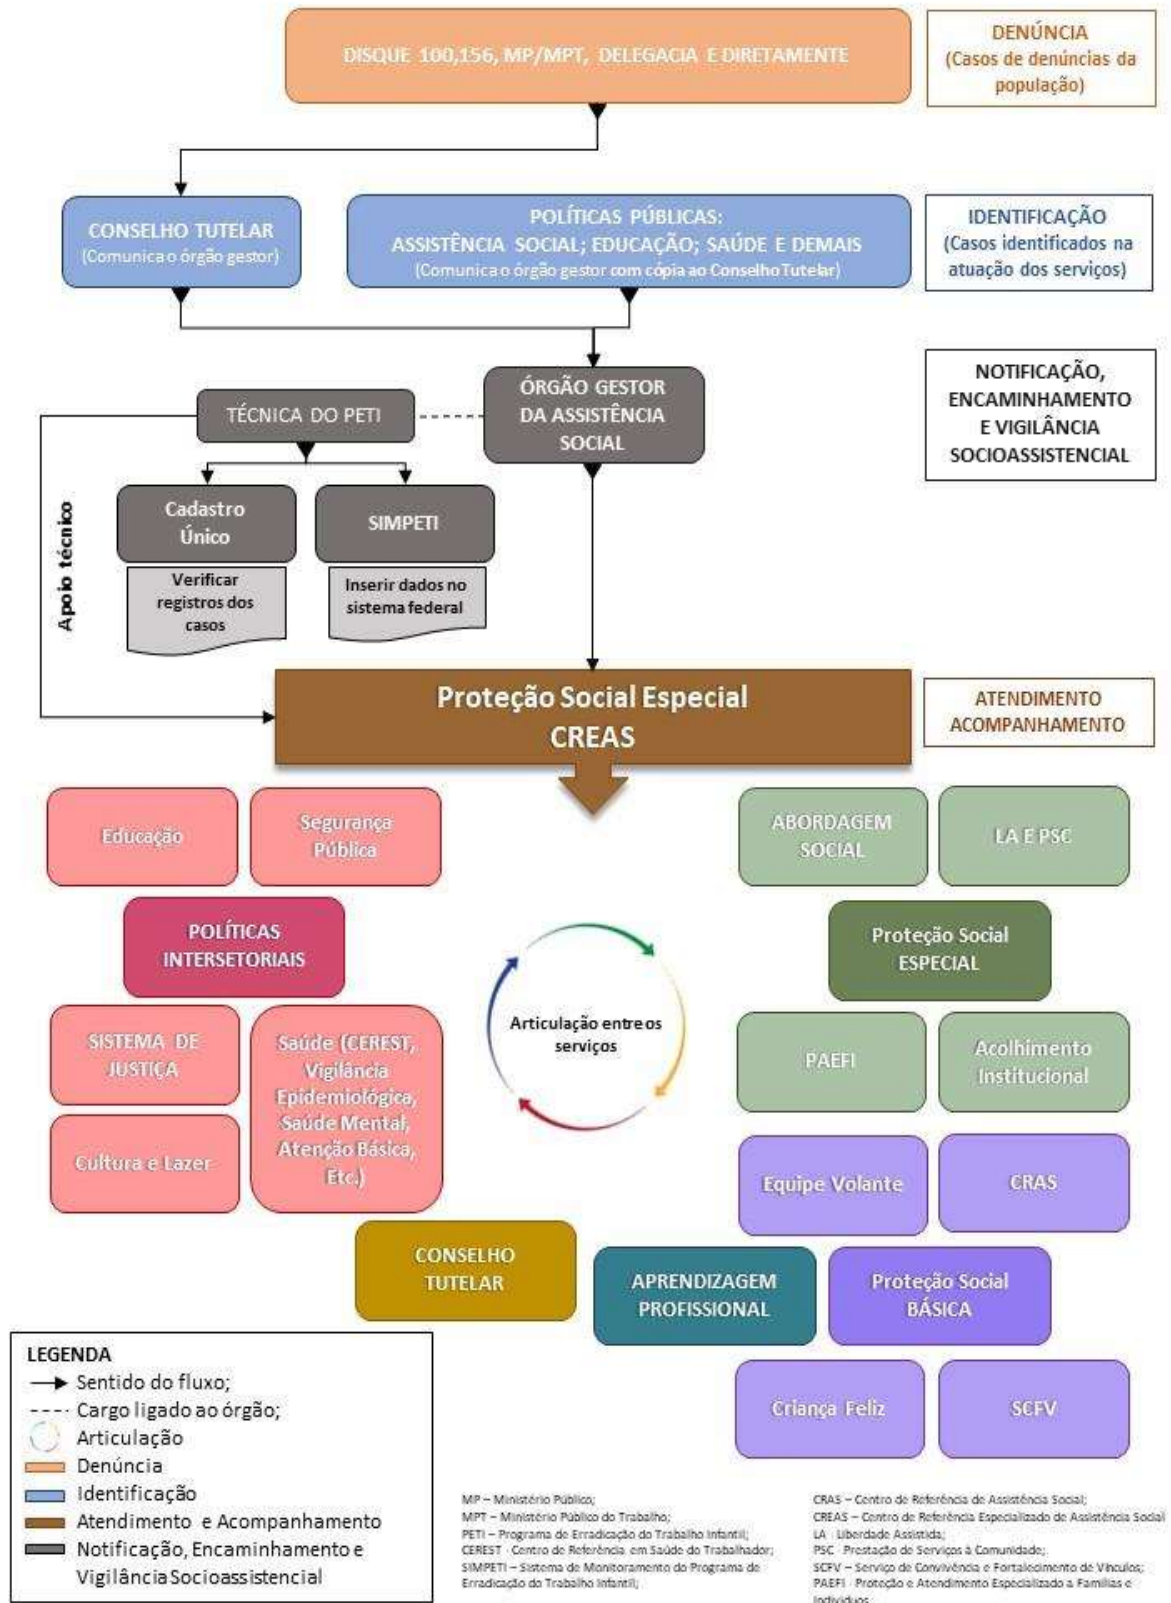 DISQUE 100,156, MP/MPT, DELEGACIA E DIRETAMENTE
DENÚNCIA
(Casos de denúncias da
população)
CONSELHO TUTELAR
(Comunica o órgão gestor)
POLÍTICAS PÚBLICAS:
ASSISTÊNCIA SOCIAL; EDUCAÇÃO; SAÚDE E DEMAIS
(Comunica o órgão gestor com cópia ao Conselho Tutelar)
IDENTIFICAÇÃO
(Casos identificados na
atuação dos serviços)
TÉCNICA DO PETI
ÓRGÃO GESTOR
DA ASSISTÊNCIA
SOCIAL
NOTIFICAÇÃO,
ENCAMINHAMENTO
E VIGILÂNCIA
SOCIOASSISTENCIAL
Apoio técnico
Cadastro
Único
SIMPETI
Verificar
registros dos
casos
Inserir dados no
sistema federal
Proteção Social Especial
CREAS
ATENDIMENTO
ACOMPANHAMENTO
Educação
Segurança
Pública
POLÍTICAS
INTERSETORIAIS
SISTEMA DE
JUSTIÇA
Saúde (CEREST,
Vigilância
Epidemiológica,
Saúde Mental,
Atenção Básica,
Etc.)
Cultura e Lazer
Articulação entre os
serviços
ABORDAGEM
SOCIAL
LA E PSC
Proteção Social
ESPECIAL
PAEFI
Acolhimento
Institucional
Equipe Volante
CRAS
CONSELHO
TUTELAR
APRENDIZAGEM
PROFISSIONAL
Proteção Social
BÁSICA
Criança Feliz
SCFV
LEGENDA
Sentido do fluxo;
Cargo ligado ao órgão;
Articulação
Denúncia
Identificação
Atendimento e Acompanhamento
Notificação, Encaminhamento e
Vigilância Socioassistencial
MP – Ministério Público;
MPT – Ministério Público do Trabalho;
PETI – Programa de Erradicação do Trabalho Infantil;
CEREST - Centro de Referência em Saúde do Trabalhador;
SIMPETI – Sistema de Monitoramento do Programa de
Erradicação do Trabalho Infantil;
CRAS – Centro de Referência de Assistência Social;
CREAS – Centro de Referência Especializado de Assistência Social
LA - Liberdade Assistida;
PSC - Prestação de Serviços à Comunidade;
SCFV – Serviço de Convivência e Fortalecimento de Vínculos;
PAEFI - Proteção e Atendimento Especializado a Famílias e
Indivíduos